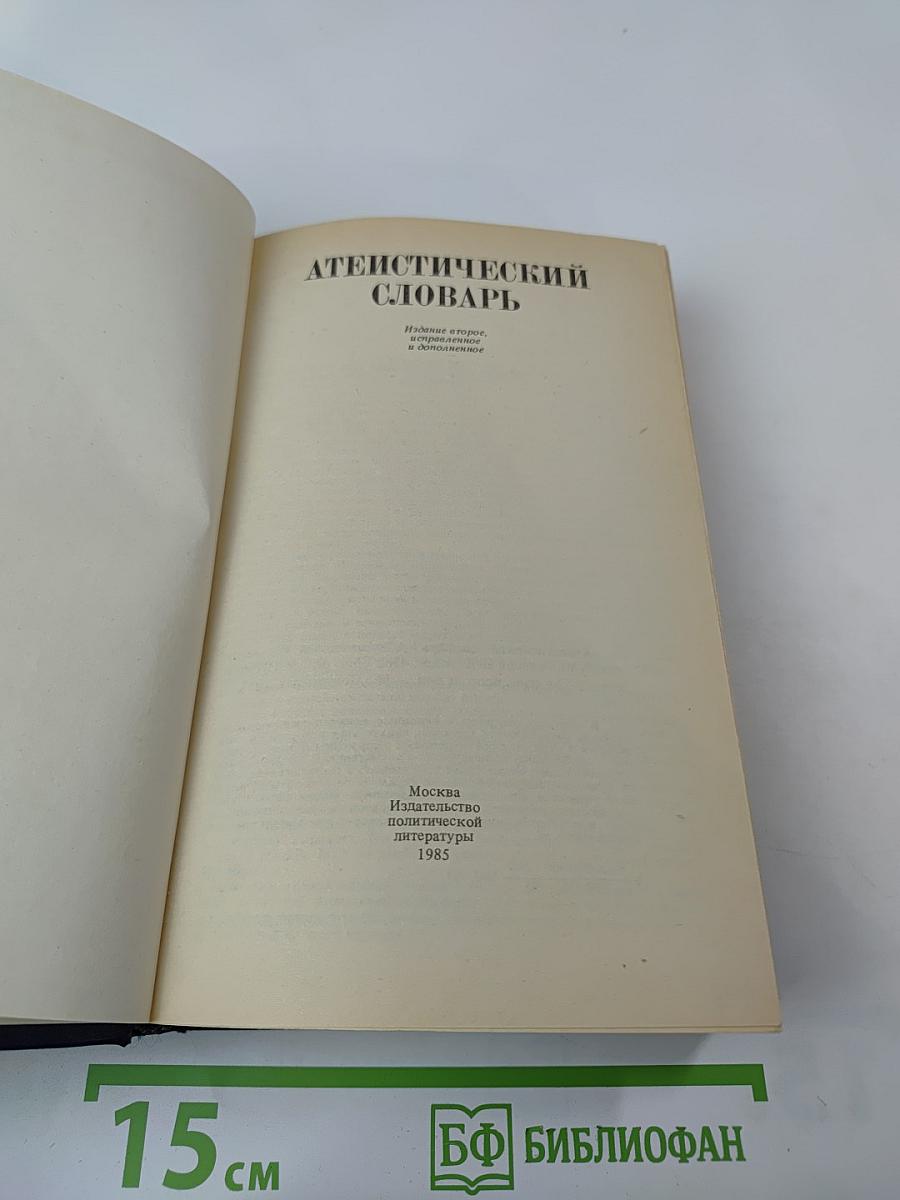 АТЕИСТИЧЕСКИЙ
СЛОВАРЬ
Издание второе,
исправленное
и дополненное
Москва
Издательство
политической
литературы
1985
15 см
БФ БИБЛИОФАН